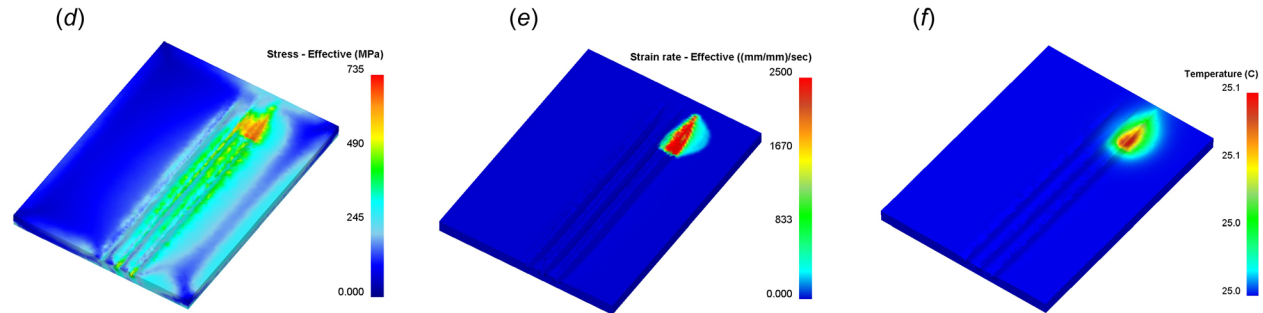 (d)
Stress - Effective (MPa)
735
490
245
0.000
(e)
Strain rate - Effective ((mm/mm)/sec)
2500
1670
833
0.000
(f)
Temperature (C)
25.1
25.1
25.0
25.0